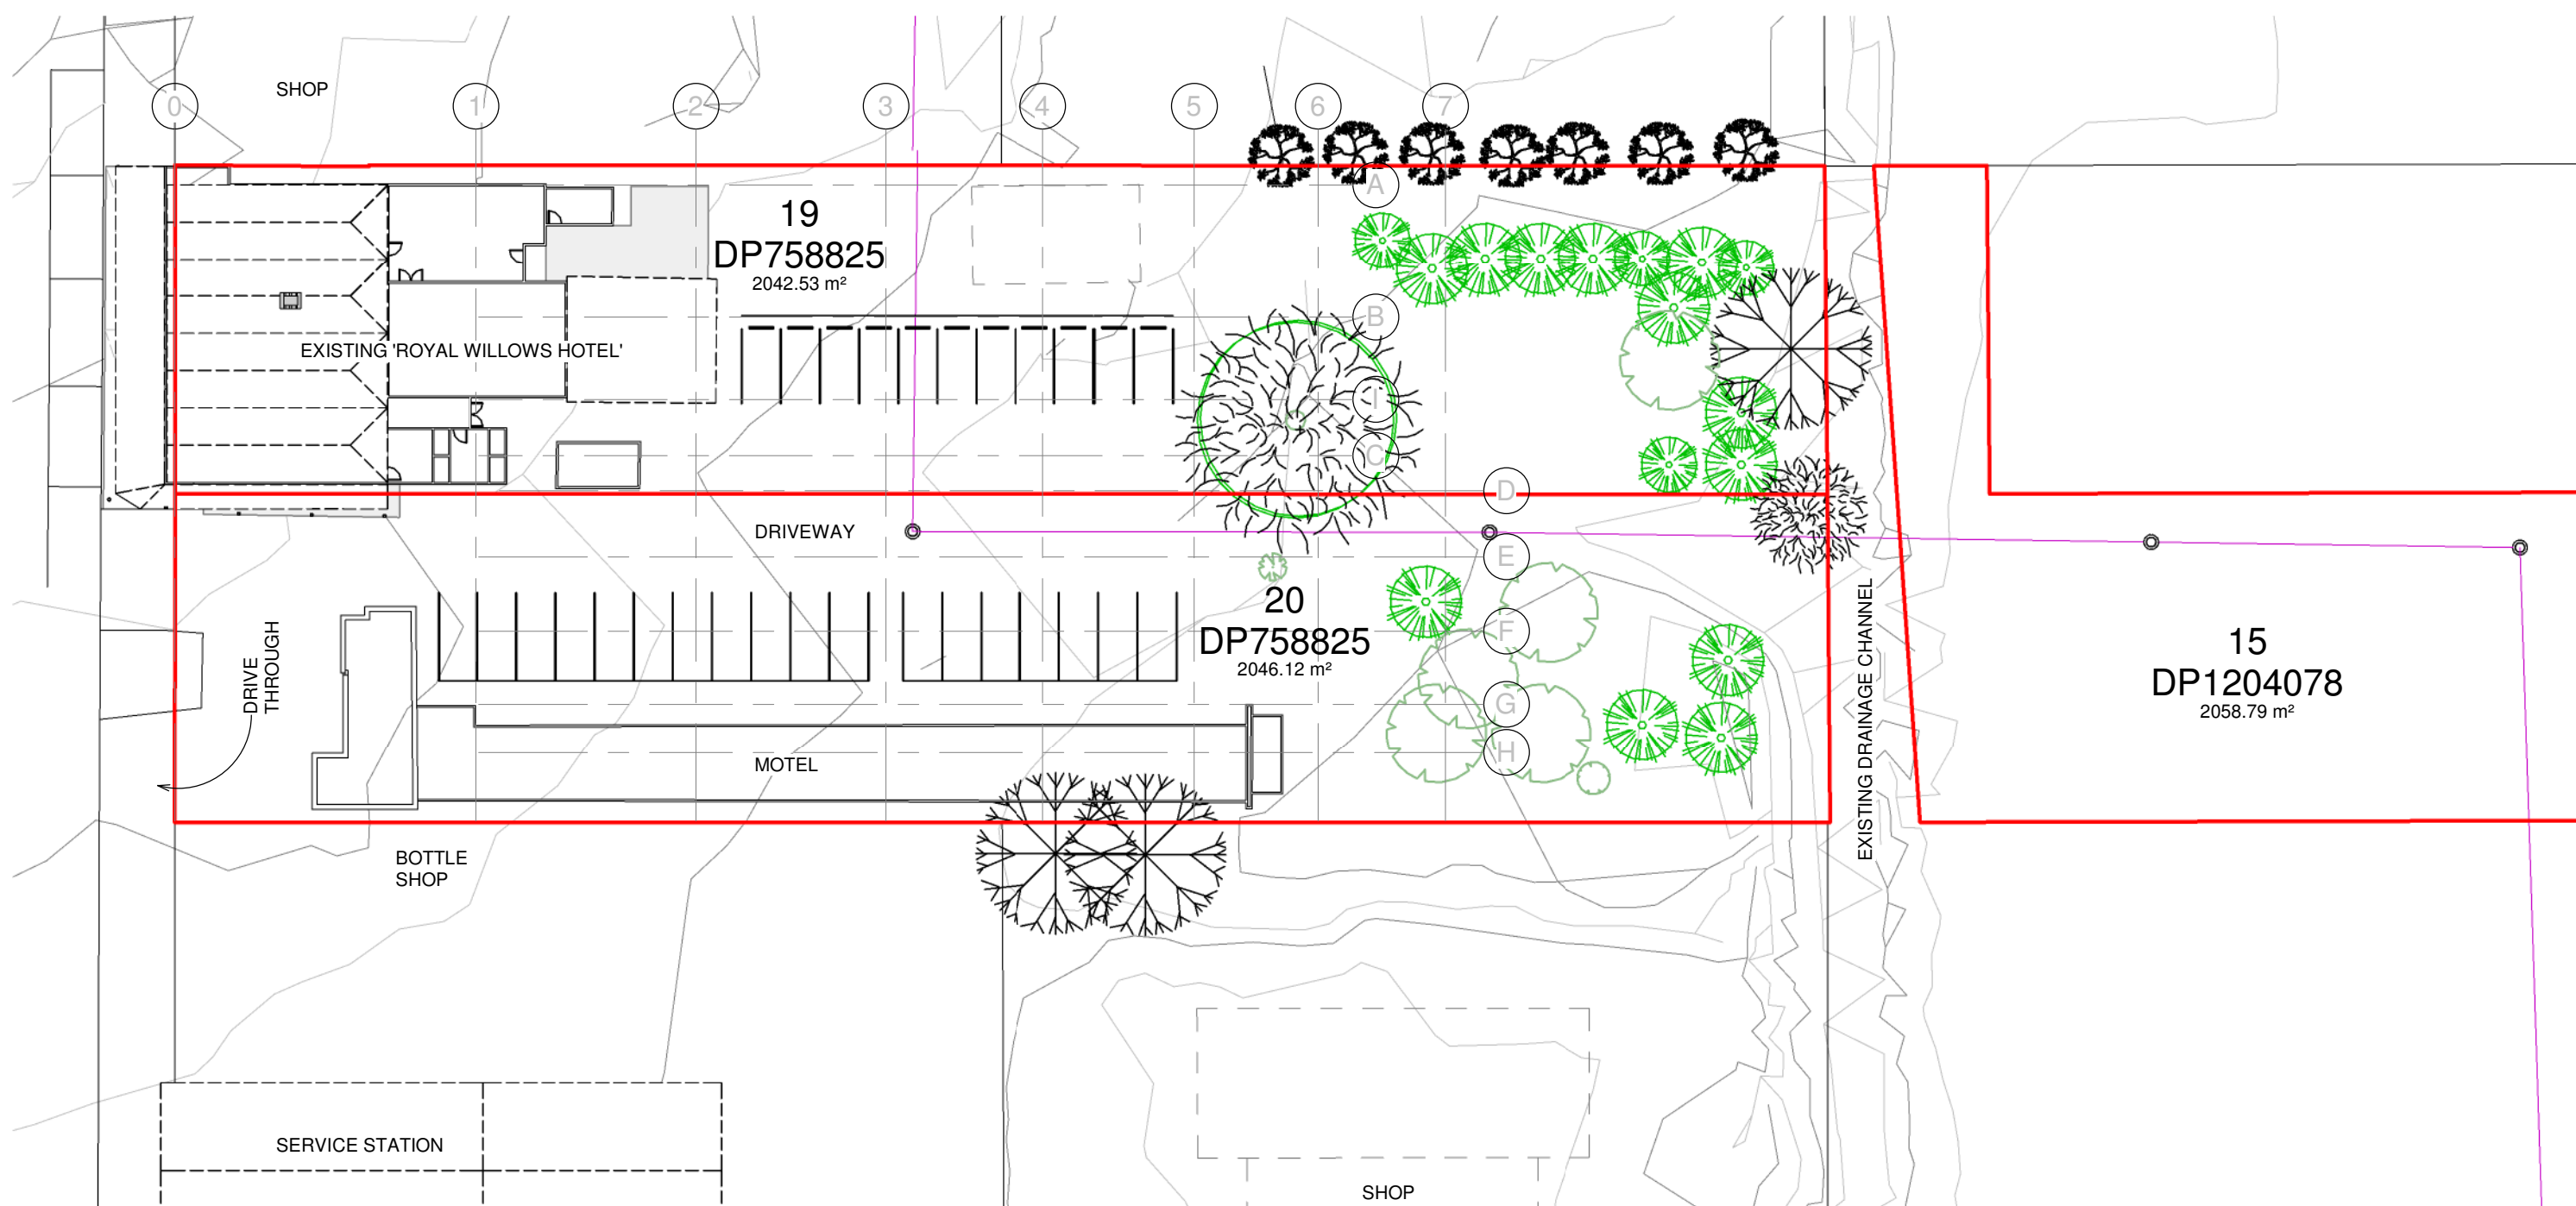 SHOP
0
1
2
3
4
5
6
7
A
19
DP758825
2042.53 m²
B
EXISTING 'ROYAL WILLOWS HOTEL'
I
C
D
DRIVEWAY
E
20
DP758825
2046.12 m²
F
DRIVE
THROUGH
15
DP1204078
2058.79 m²
G
H
MOTEL
EXISTING DRAINAGE CHANNEL
BOTTLE
SHOP
SERVICE STATION
SHOP